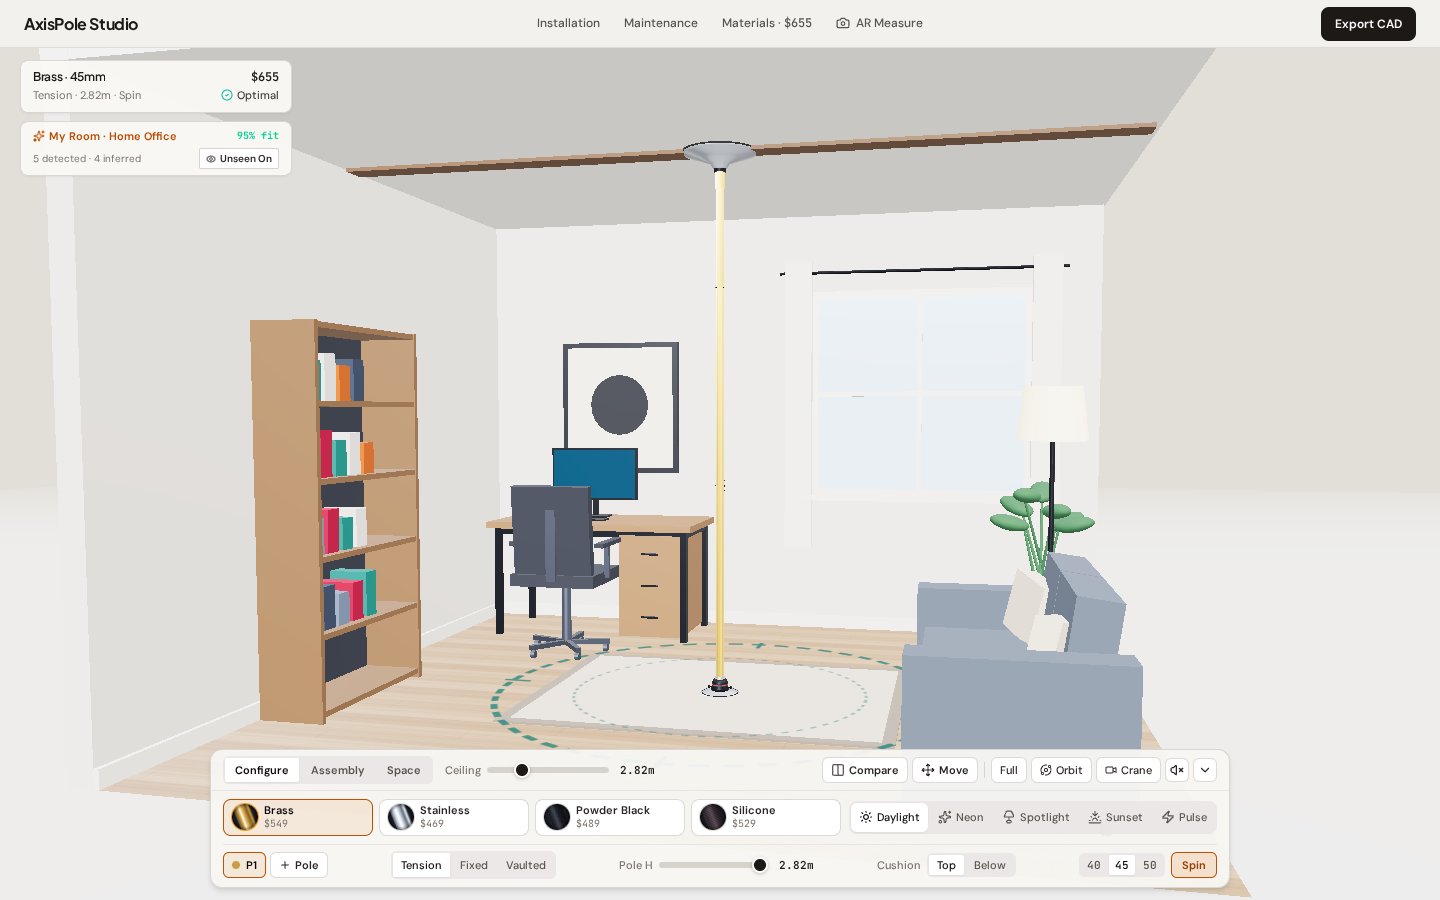 AxisPole Studio
Installation
Maintenance
Materials · $655
AR Measure
Export CAD
Brass · 45mm
$655
Tension · 2.82m · Spin
Optimal
My Room · Home Office
95% fit
5 detected · 4 inferred
Unseen On
Configure
Assembly
Space
Ceiling
2.82m
Compare
Move
Full
Orbit
Crane
Brass
$549
Stainless
$469
Powder Black
$489
Silicone
$529
Daylight
Neon
Spotlight
Sunset
Pulse
P1
+ Pole
Tension
Fixed
Vaulted
Pole H
2.82m
Cushion
Top
Below
40
45
50
Spin